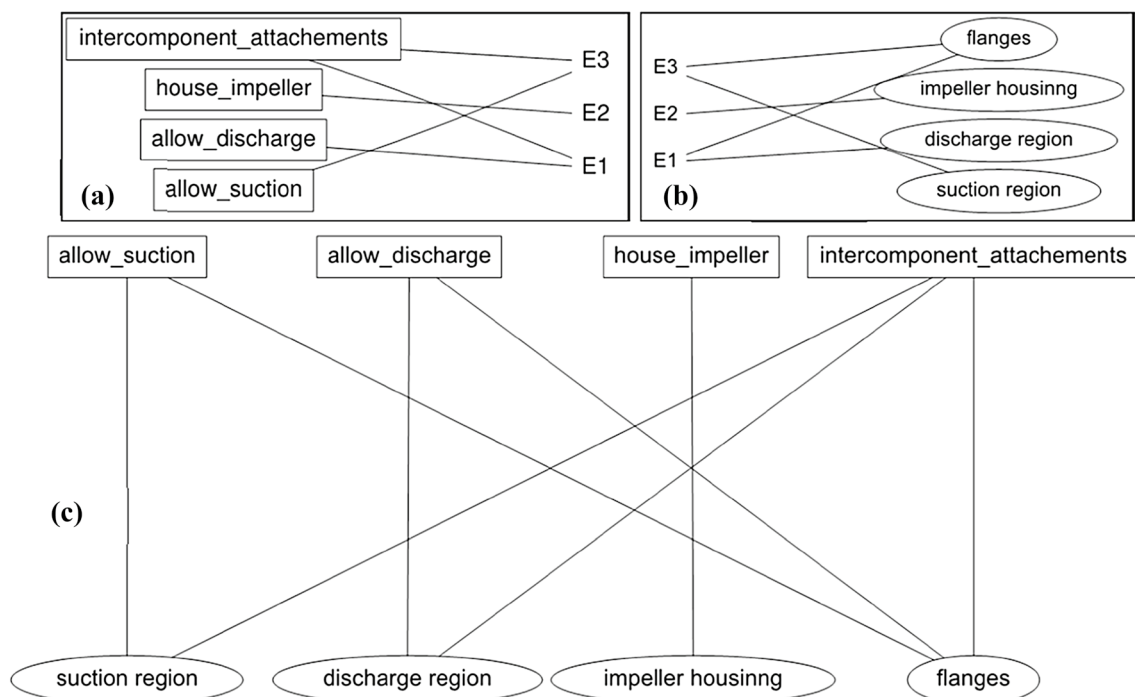 intercomponent_attachements
house_impeller
allow_discharge
allow_suction
E3
E2
E1
(a)
E3
E2
E1
flanges
impeller housinng
discharge region
suction region
(b)
allow_suction
allow_discharge
house_impeller
intercomponent_attachements
(c)
suction region
discharge region
impeller housinng
flanges